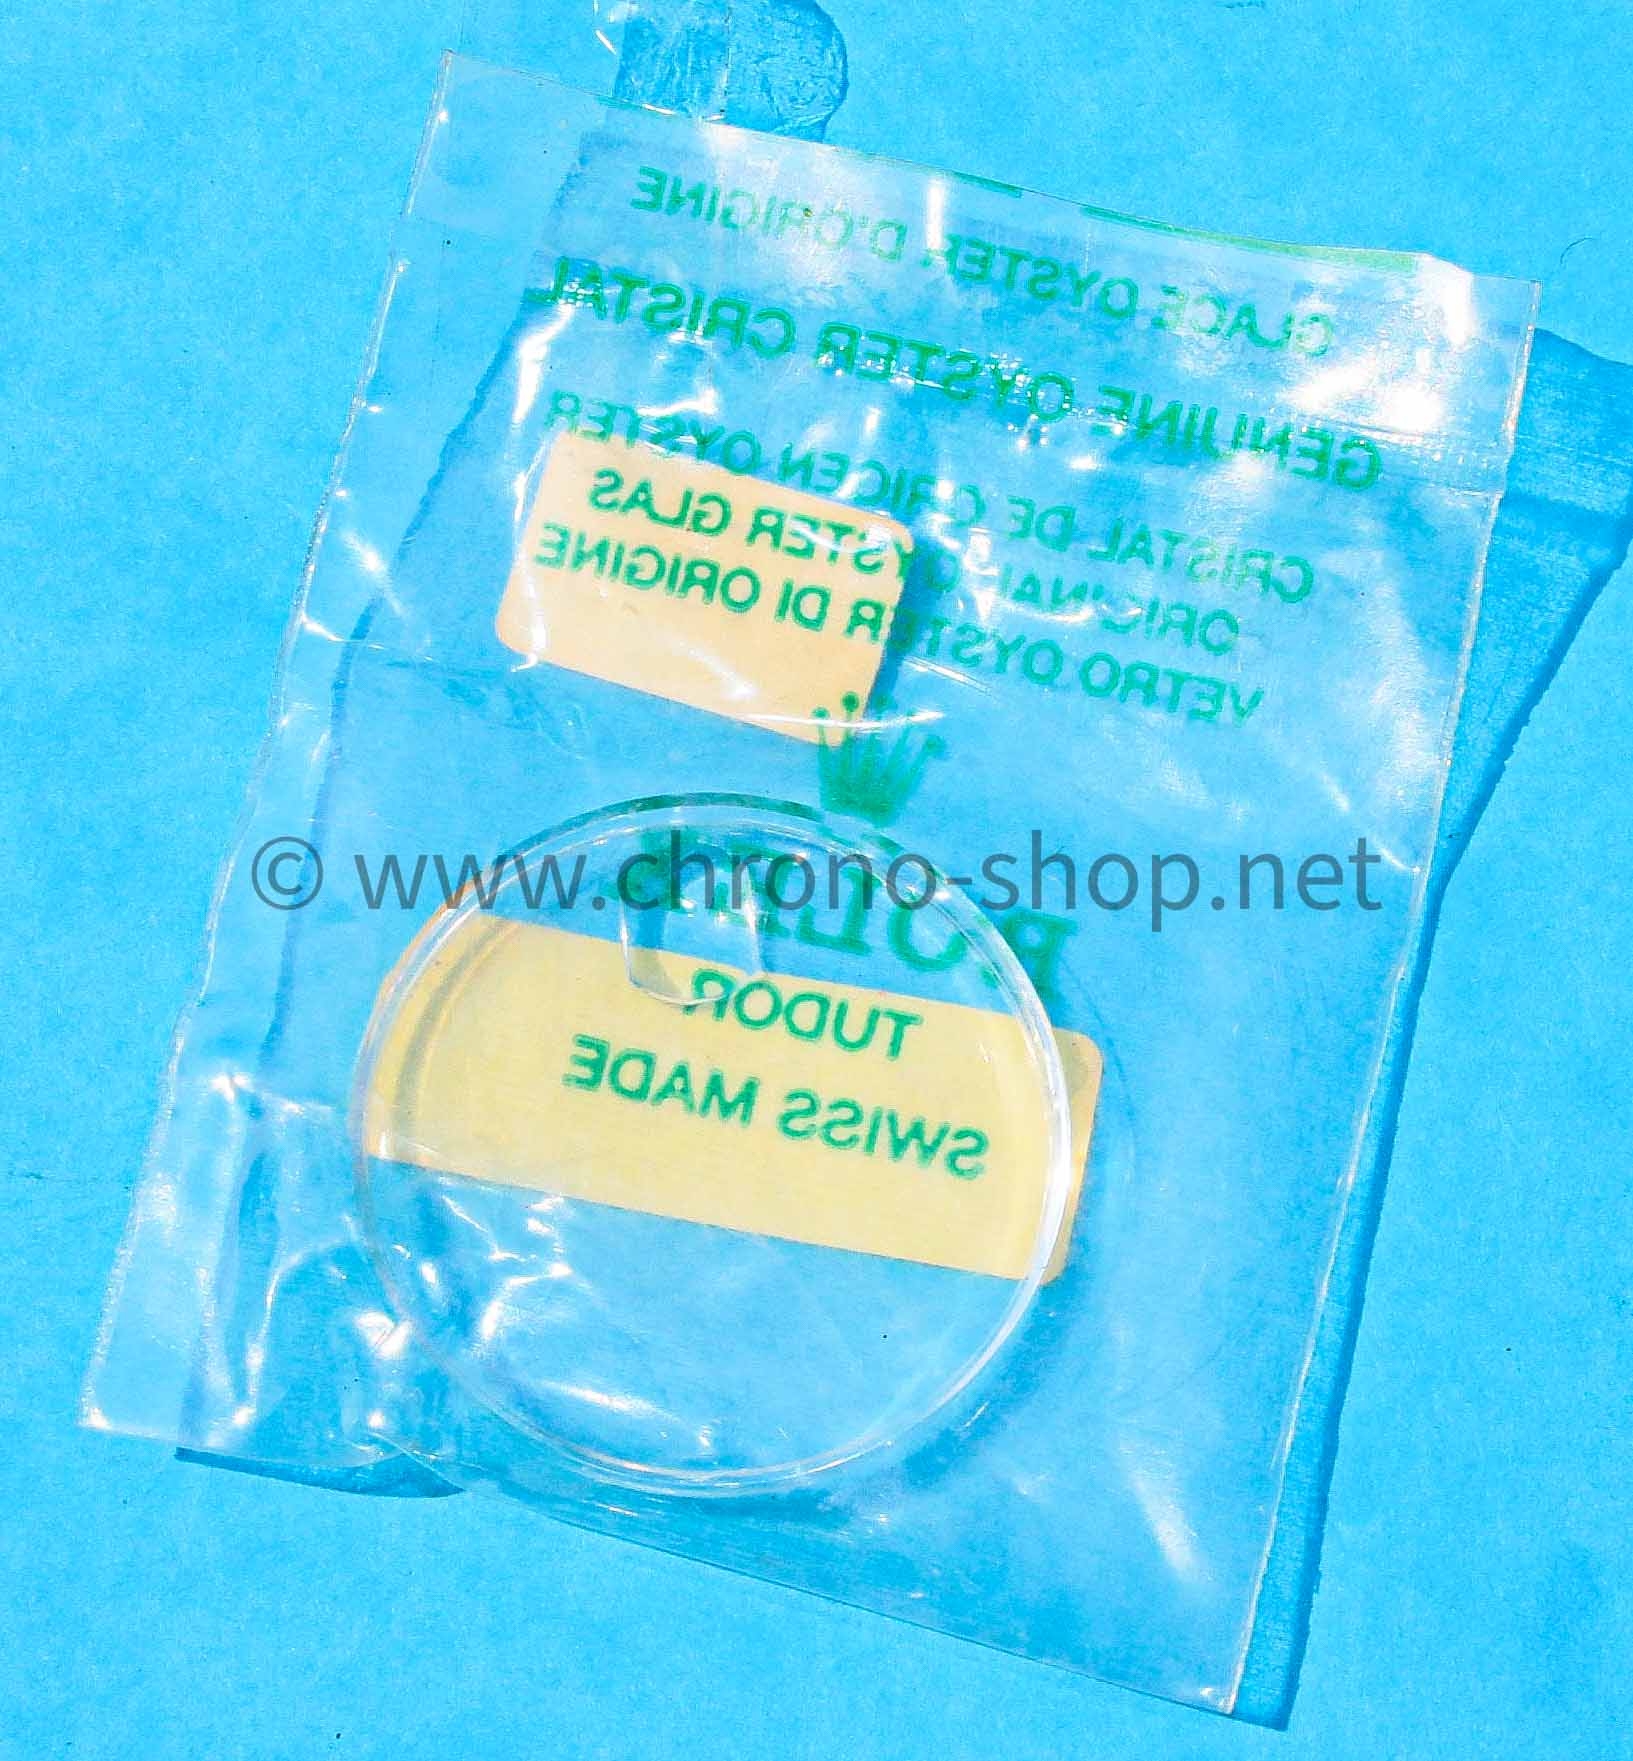 GLACE OYSTER D'ORIGINE
GENUINE OYSTER CRISTAL
CRISTAL DE ORIGEN OYSTER
ORIGINAL OYSTER GLAS
VETRO OYSTER DI ORIGINE
ROLEX
TUDOR
SWISS MADE
© www.chrono-shop.net